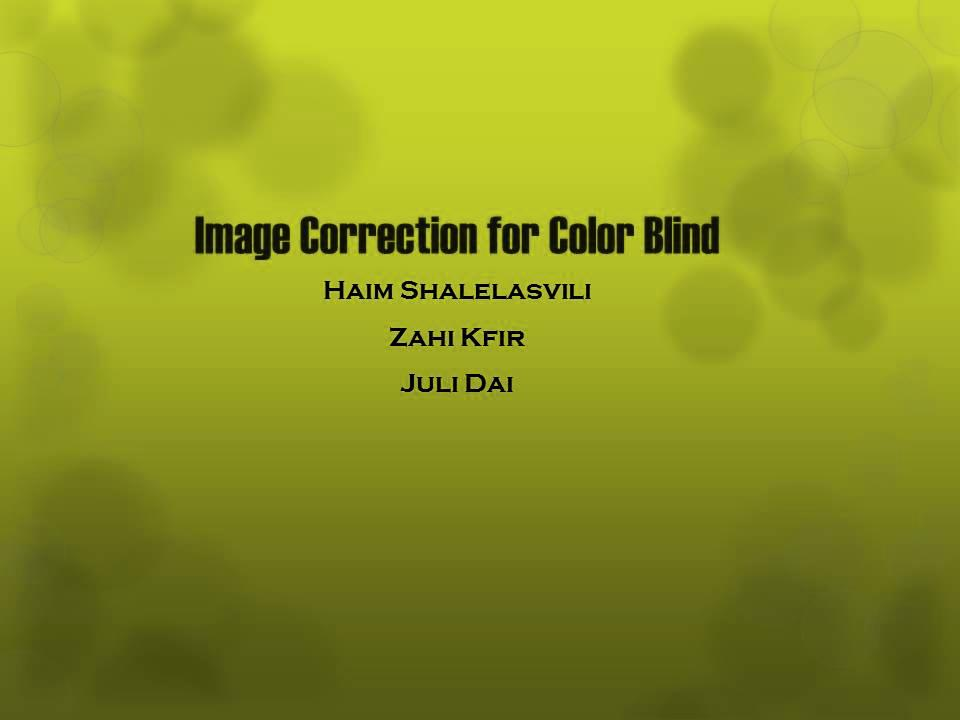 Image Correction for Color Blind
Haim Shalelasvili
Zahi Kfir
Juli Dai